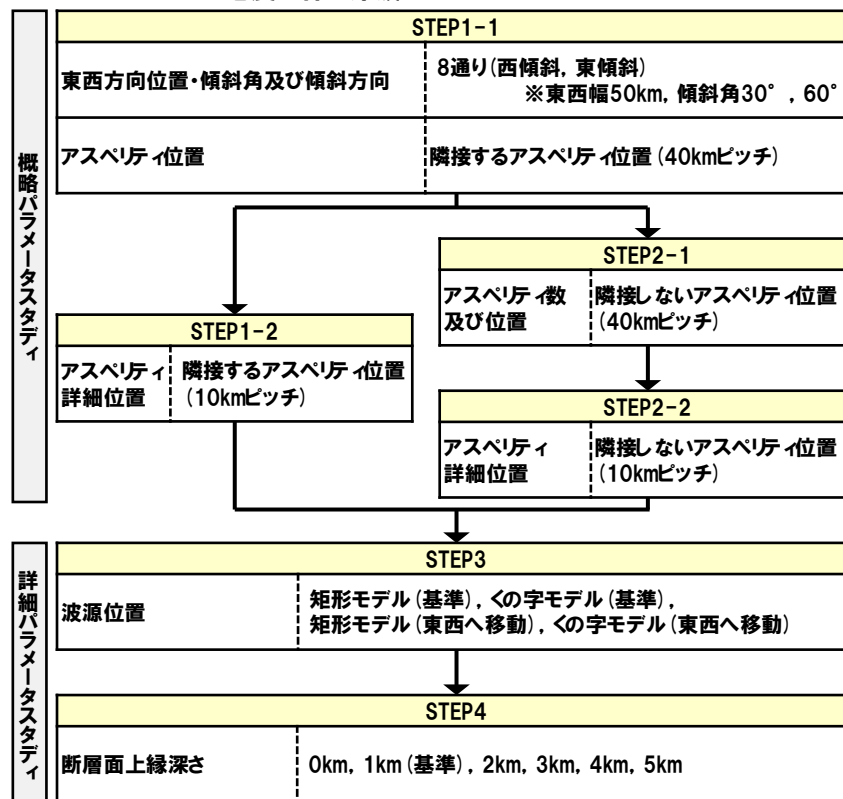 概略パラメータスタディ
STEP1-1
東西方向位置・傾斜角及び傾斜方向
8通り(西傾斜, 東傾斜)
※東西幅50km, 傾斜角30°, 60°
アスペリティ位置
隣接するアスペリティ位置(40kmピッチ)
STEP1-2
アスペリティ
詳細位置
隣接するアスペリティ位置
(10kmピッチ)
STEP2-1
アスペリティ数
及び位置
隣接しないアスペリティ位置
(40kmピッチ)
STEP2-2
アスペリティ
詳細位置
隣接しないアスペリティ位置
(10kmピッチ)
詳細パラメータスタディ
STEP3
波源位置
矩形モデル(基準), くの字モデル(基準),
矩形モデル(東西へ移動), くの字モデル(東西へ移動)
STEP4
断層面上縁深さ
0km, 1km(基準), 2km, 3km, 4km, 5km